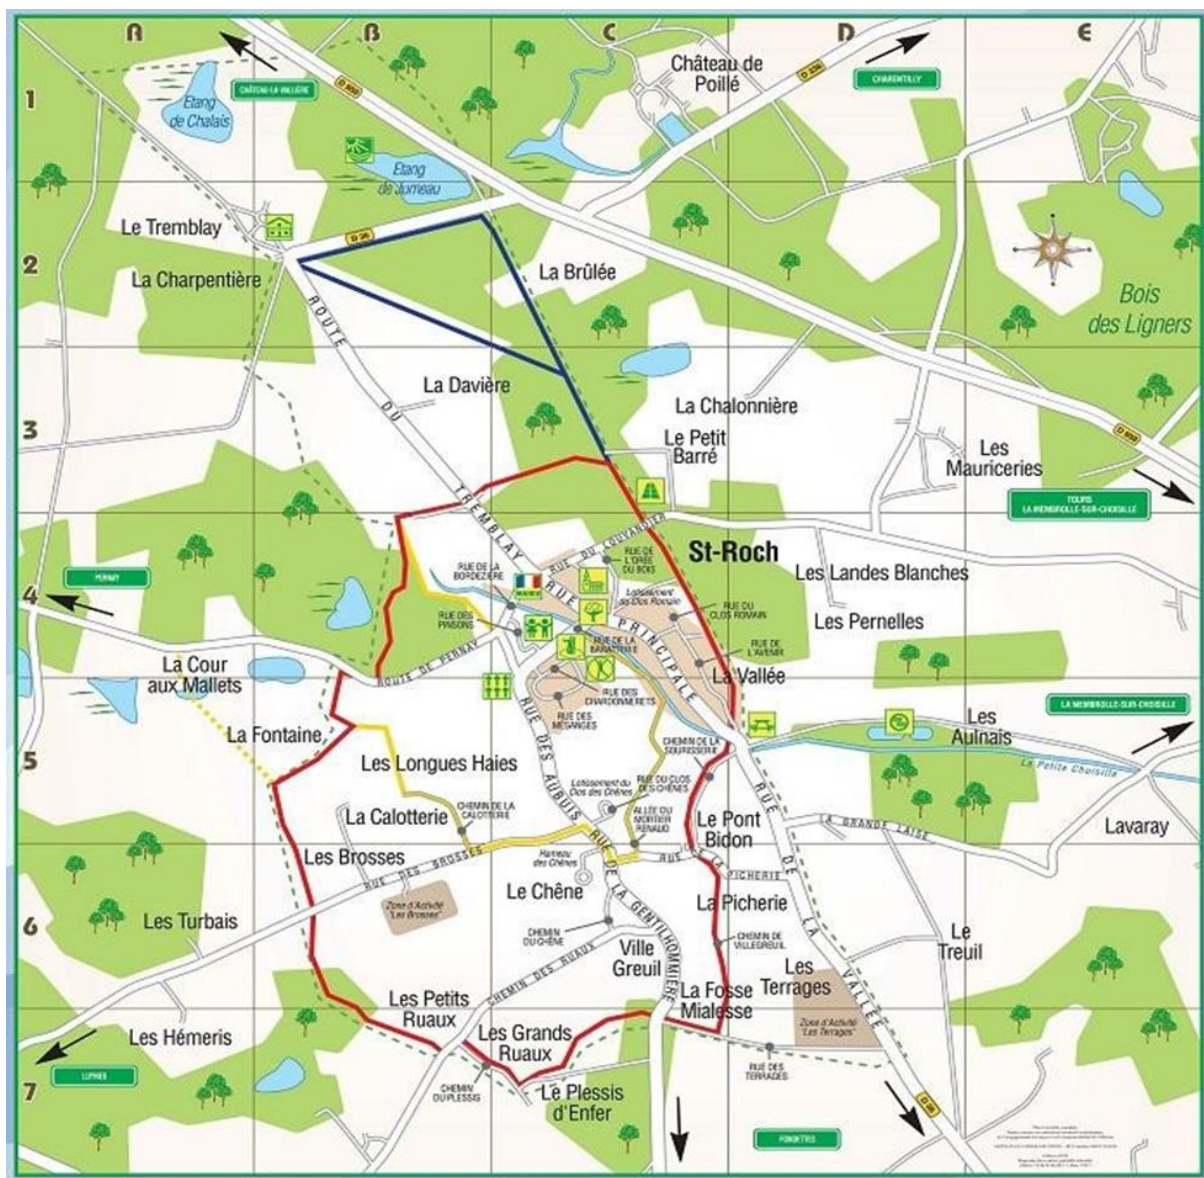 A B C D E
1
2
3
4
5
6
7
D 959
CHÂTEAU-LA-VALLIÈRE
Etang
de Chalais
Etang
de Jumeau
Château de
Poillé
D 236
CHARENTILLY
Le Tremblay
D 36
La Charpentière
La Brûlée
Bois
des Ligners
ROUTE DU TREMBLAY
La Davière
La Chalonnière
Le Petit
Barré
Les
Mauriceries
D 959
TOURS
LA MEMBROLLE-SUR-CHOISILLE
RUE DU LOUVANDIER
St-Roch
RUE DE
L'ORÉE
DU BOIS
Les Landes Blanches
PERNAY
RUE DE LA
BORDEZIÈRE
MAIRIE
Lotissement
du Clos Romain
RUE DU
CLOS ROMAIN
Les Pernelles
RUE DES
PINSONS
RUE PRINCIPALE
RUE DE LA
BARATTERIE
RUE DE
L'AVENIR
La Cour
aux Mallets
ROUTE DE PERNAY
La Vallée
RUE DES
CHARDONNERETS
RUE DES
MÉSANGES
La Fontaine
RUE DES AUBUIS
CHEMIN DE LA
SOURISSERIE
Les
Aulnais
LA MEMBROLLE-SUR-CHOISILLE
La Petite Choisille
Les Longues Haies
Lotissement du
Clos des Chênes
RUE DU CLOS
DES CHÊNES
La Calotterie
CHEMIN DE LA
CALOTTERIE
ALLÉE DU
MORTIER
RENAUD
Le Pont
Bidon
LA GRANDE LAISE
Lavaray
Les Brosses
RUE DES BROSSES
Hameau
des Chênes
RUE DE LA PICHERIE
RUE DE LA VALLÉE
Zone d'Activité
"Les Brosses"
Le Chêne
RUE DE LA GENTILHOMMIÈRE
La Picherie
Les Turbais
CHEMIN
DU CHÊNE
CHEMIN DE
VILLEGREUIL
Le
Treuil
CHEMIN DES RUAUX
Ville
Greuil
Les
Terrages
Les Petits
Ruaux
La Fosse
Mialesse
Zone d'Activité
"Les Terrages"
Les Hémeris
Les Grands
Ruaux
LUYNES
CHEMIN
DU PLESSIS
RUE DES
TERRAGES
Le Plessis
d'Enfer
FONDETTES
D 36